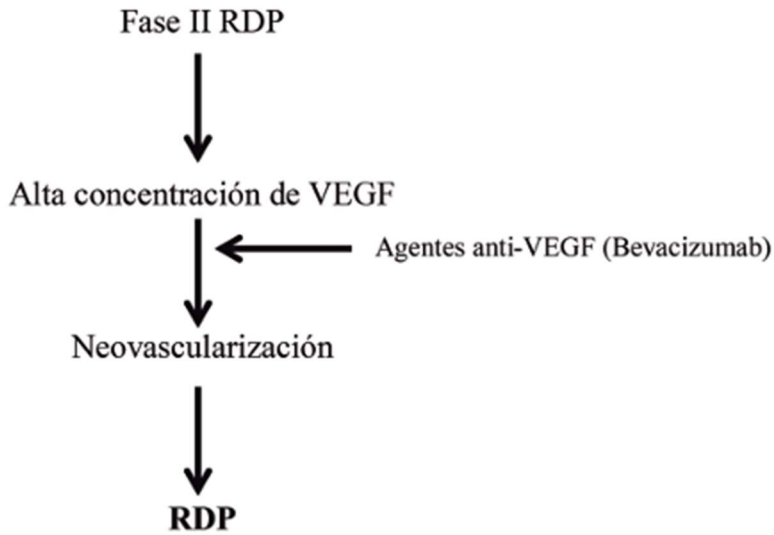 Fase II RDP
Alta concentración de VEGF
Agentes anti-VEGF (Bevacizumab)
Neovascularización
RDP